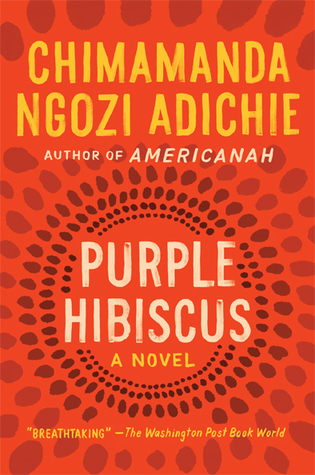 CHIMAMANDA
NGOZI ADICHIE
AUTHOR OF AMERICANAH
PURPLE
HIBISCUS
A NOVEL
"BREATHTAKING" —The Washington Post Book World